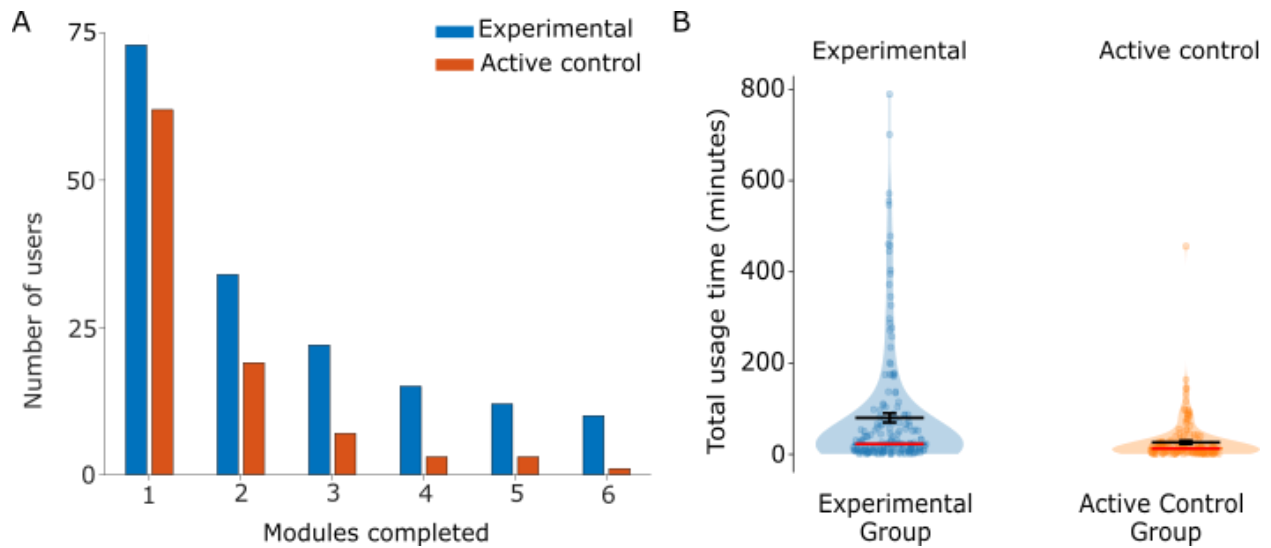 A
Number of users
75
50
25
0
Experimental
Active control
1 2 3 4 5 6
Modules completed
B
Experimental Active control
Total usage time (minutes)
800
600
400
200
0
Experimental
Group
Active Control
Group